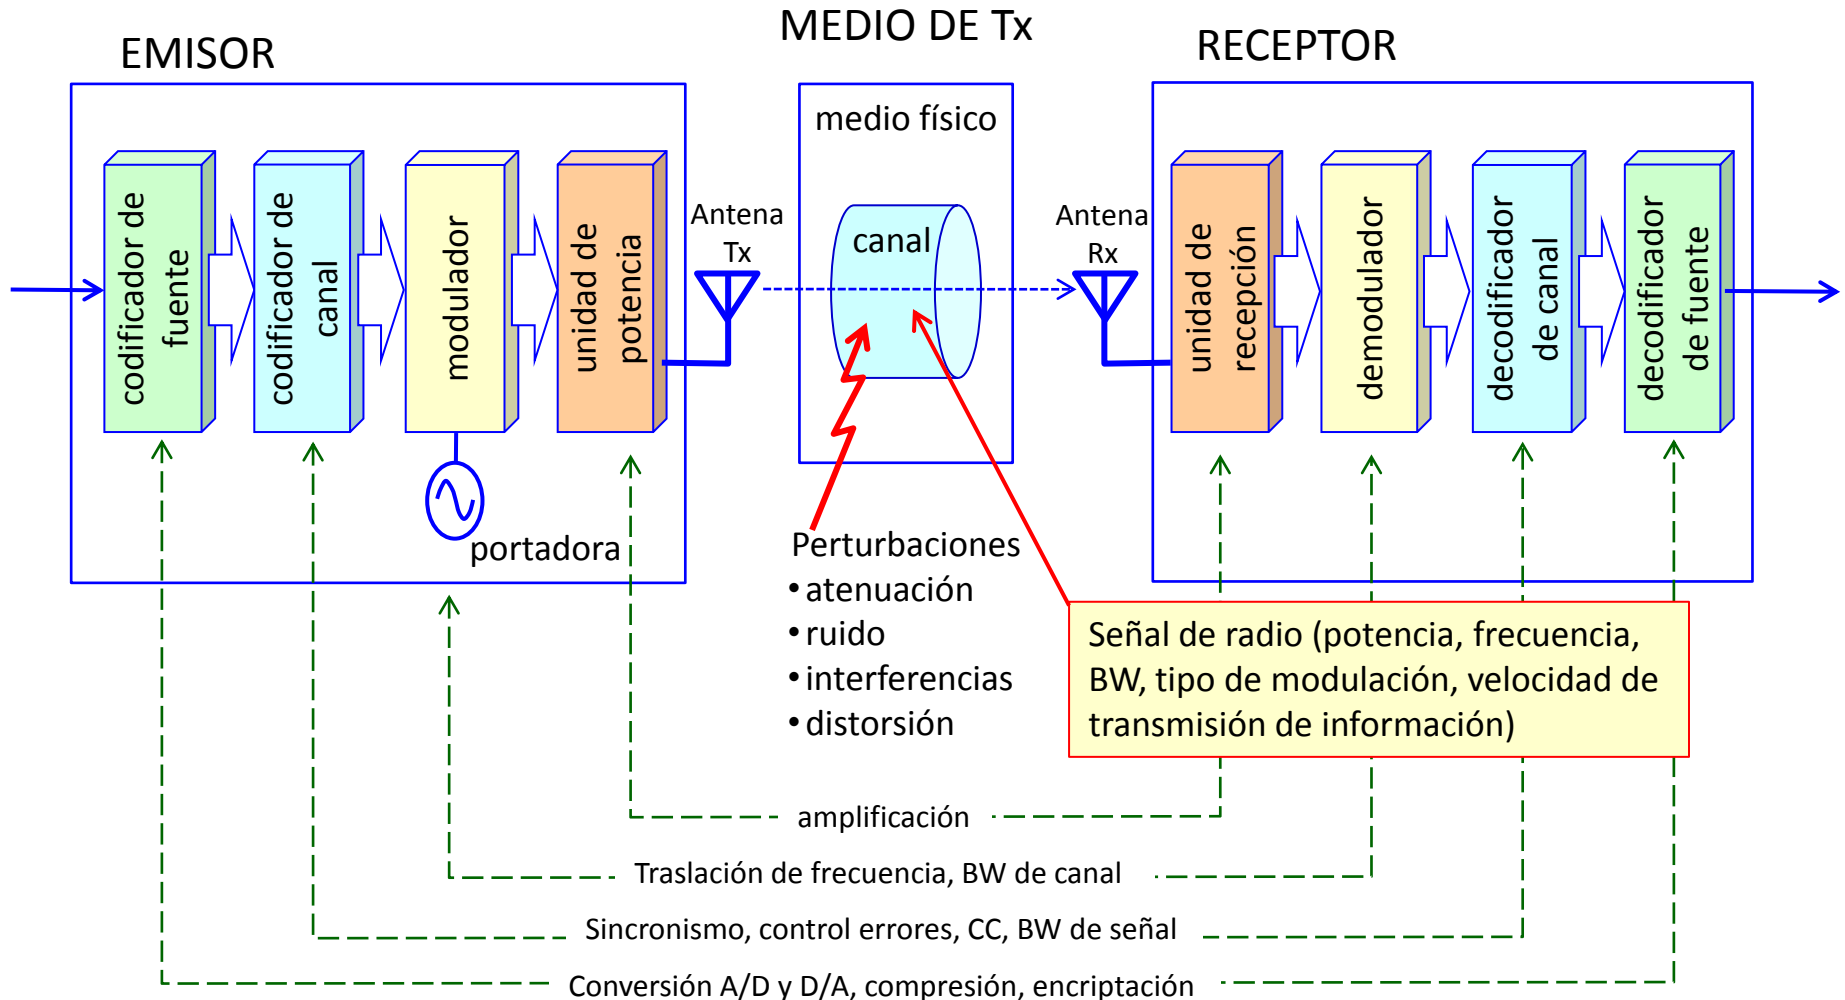 MEDIO DE Tx
EMISOR
RECEPTOR
codificador de
fuente
codificador de
canal
modulador
unidad de
potencia
portadora
Antena
Tx
medio físico
canal
Antena
Rx
unidad de
recepción
demodulador
decodificador
de canal
decodificador
de fuente
Perturbaciones
•atenuación
•ruido
•interferencias
•distorsión
Señal de radio (potencia, frecuencia,
BW, tipo de modulación, velocidad de
transmisión de información)
amplificación
Traslación de frecuencia, BW de canal
Sincronismo, control errores, CC, BW de señal
Conversión A/D y D/A, compresión, encriptación